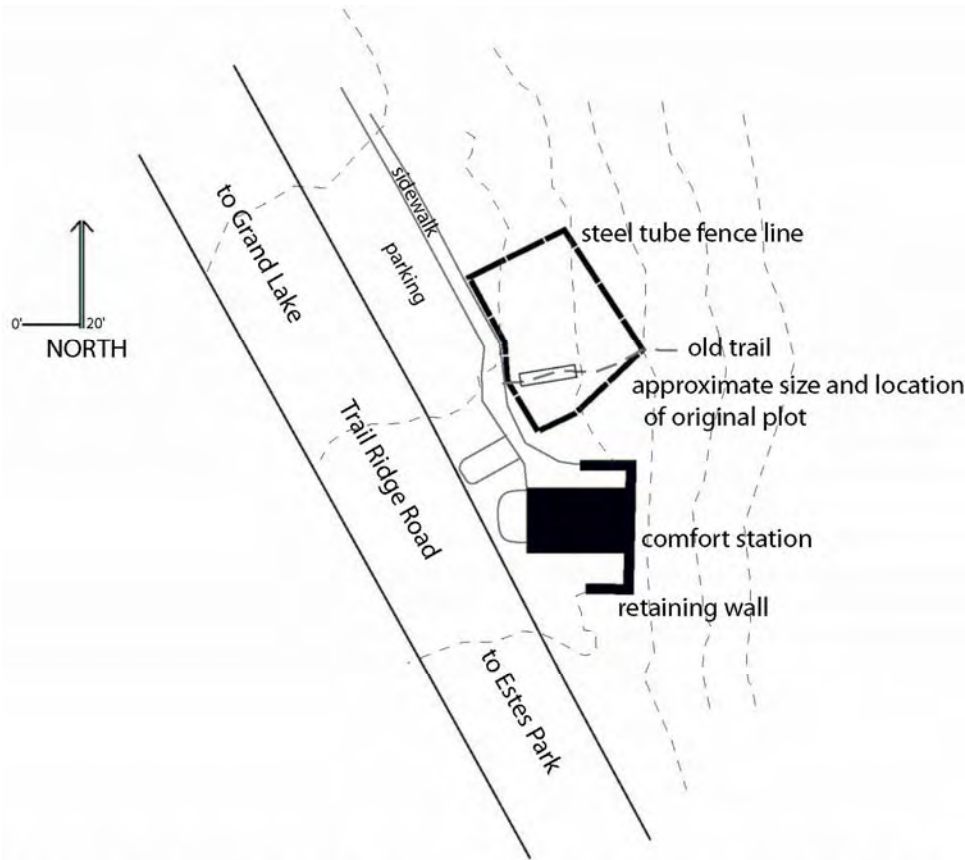 to Grand Lake
sidewalk
parking
steel tube fence line
0' 20'
NORTH
old trail
approximate size and location
of original plot
Trail Ridge Road
comfort station
retaining wall
to Estes Park